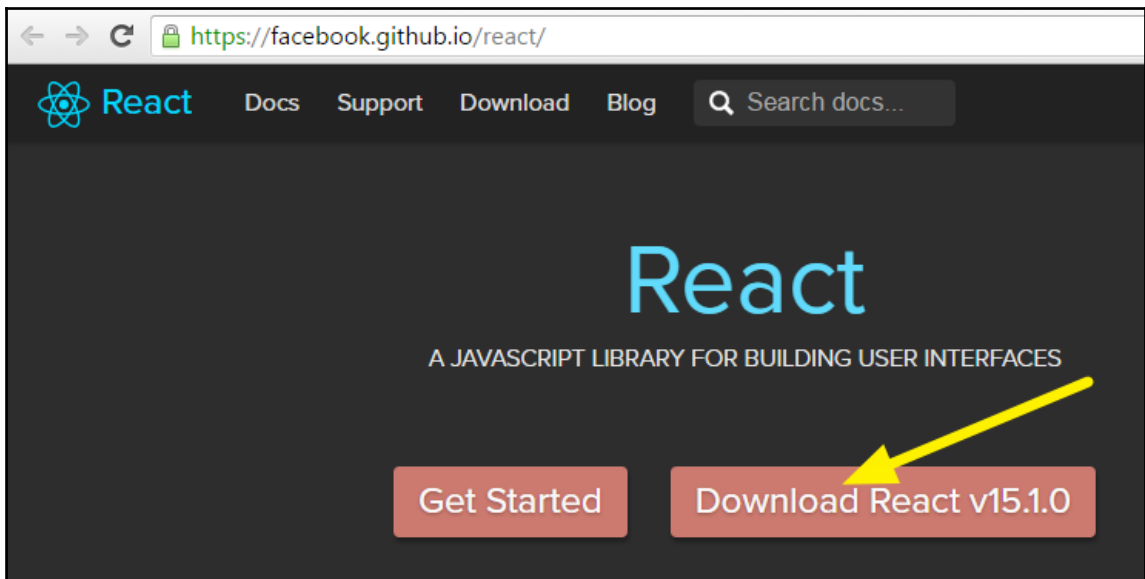 https://facebook.github.io/react/
React Docs Support Download Blog Search docs...
React
A JAVASCRIPT LIBRARY FOR BUILDING USER INTERFACES
Get Started Download React v15.1.0